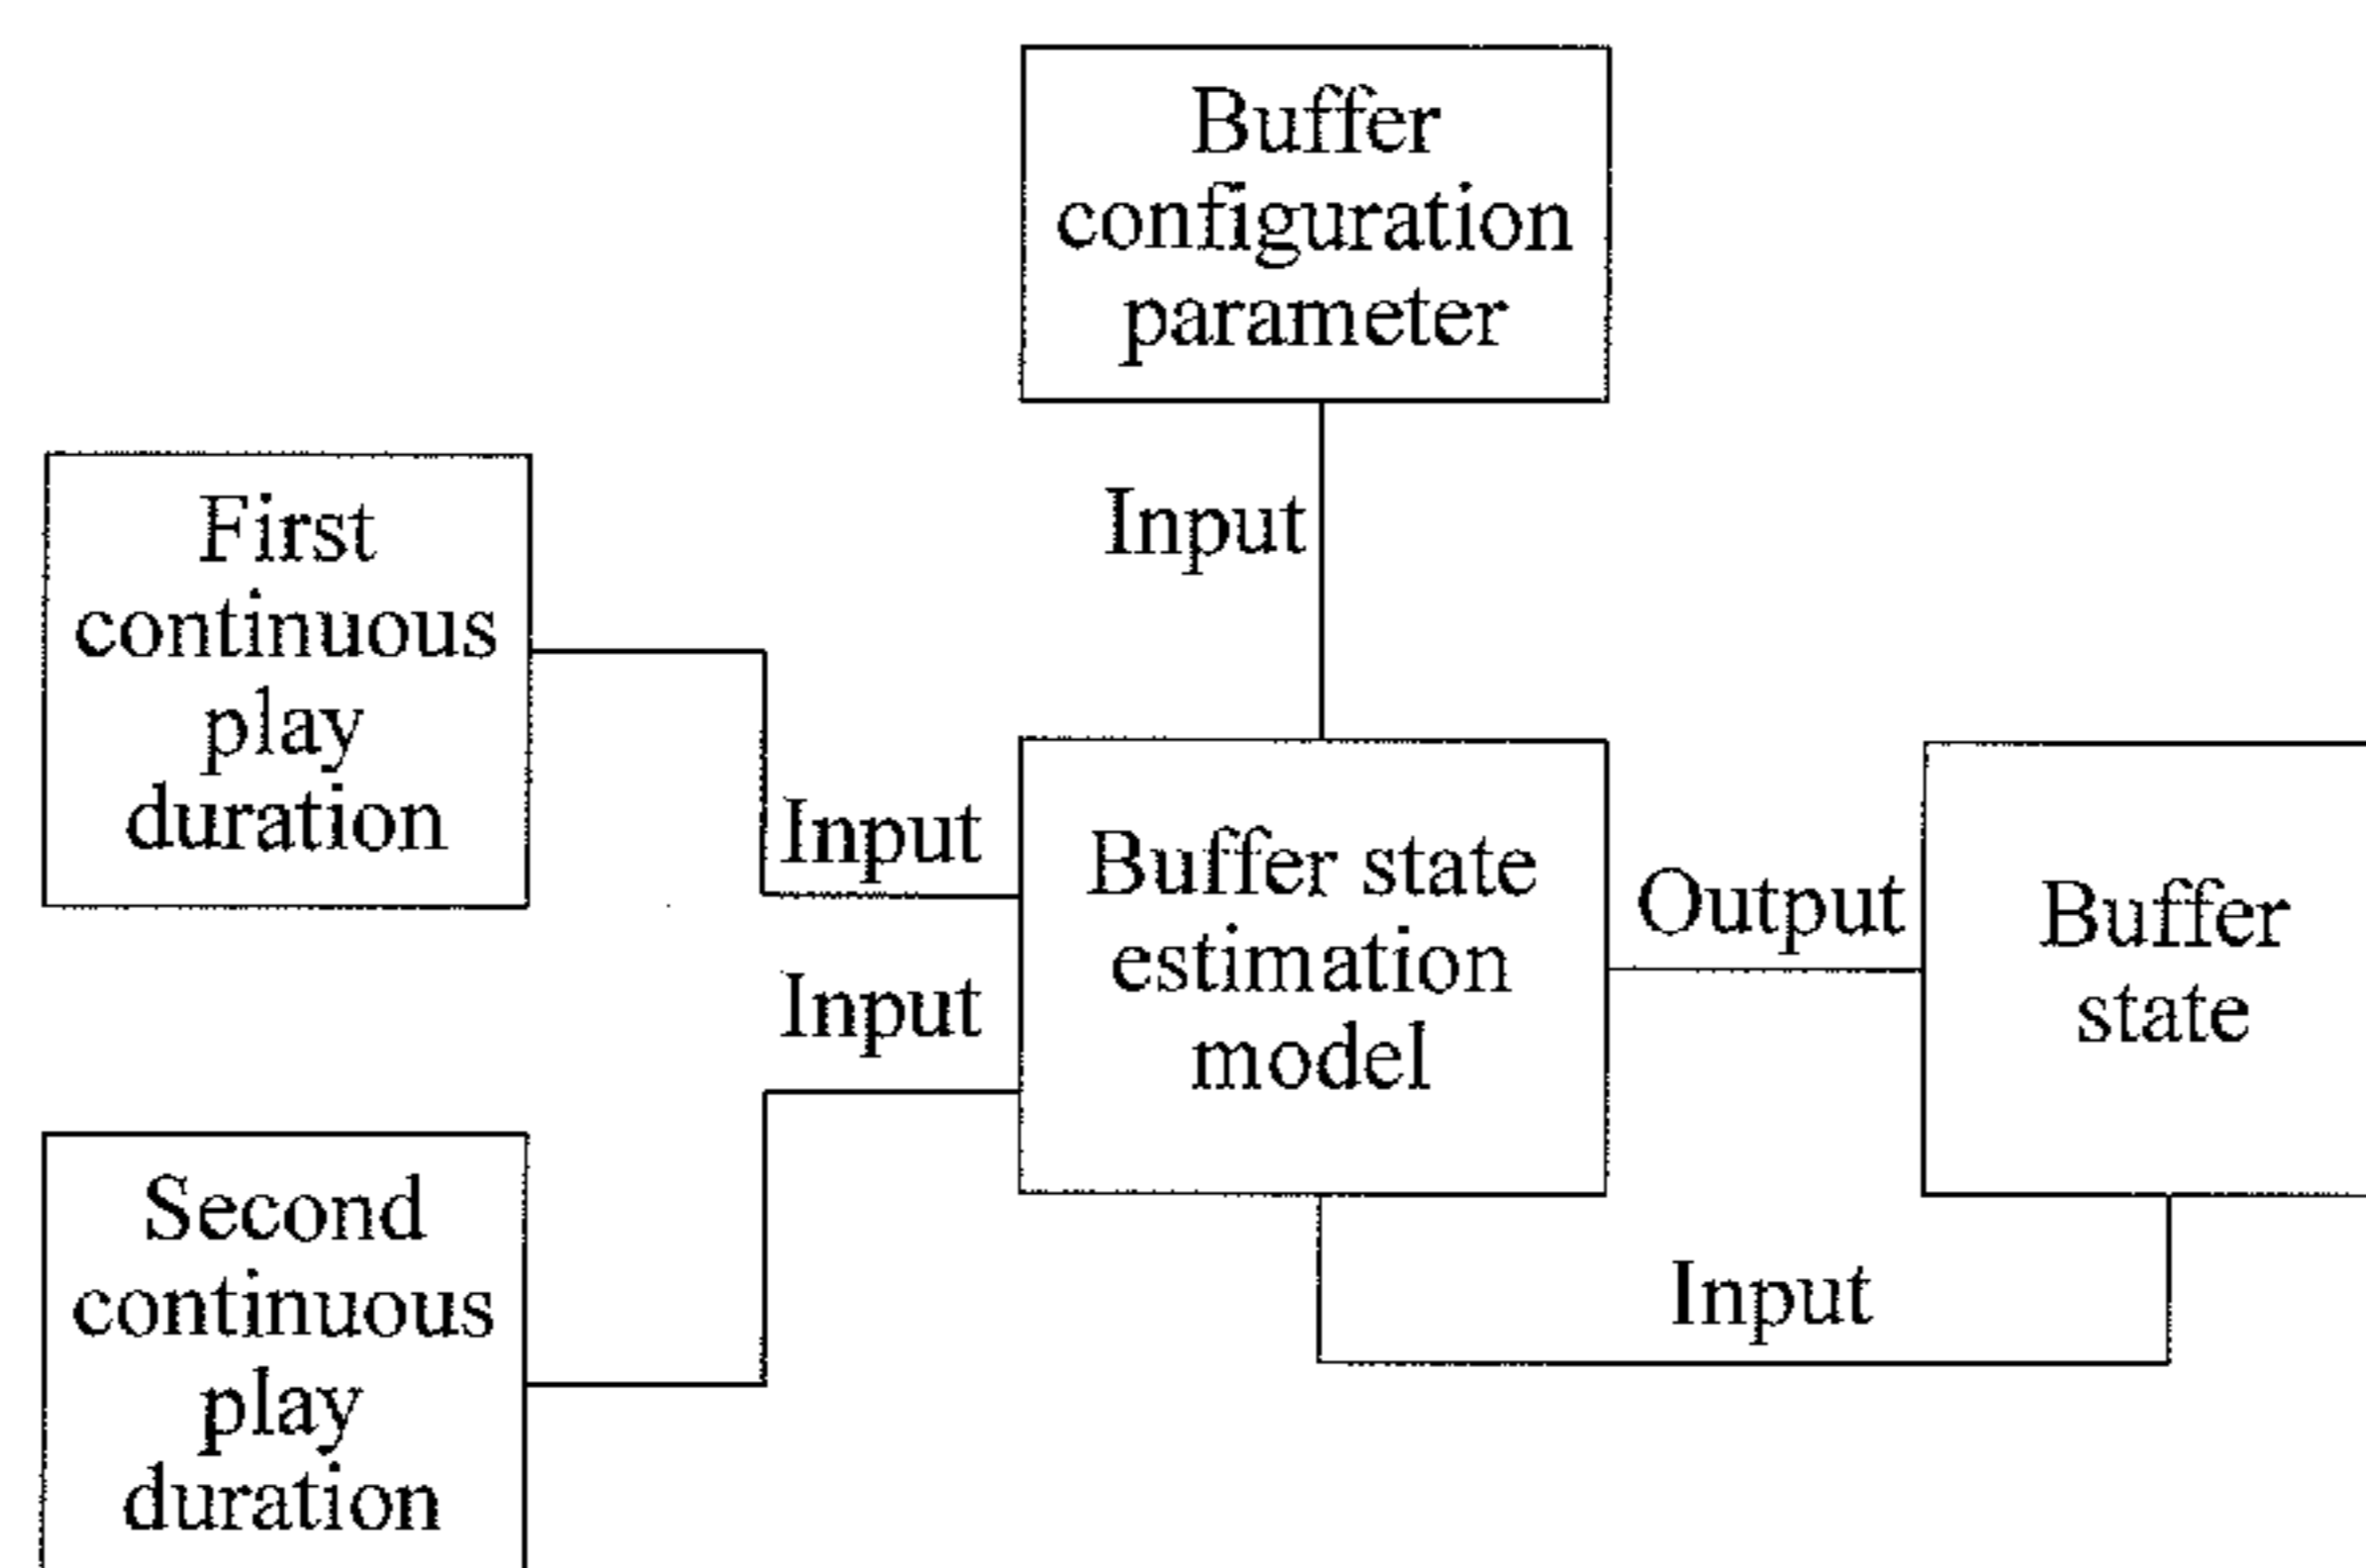 Buffer
configuration
parameter
Input
First
continuous
play
duration
Input
Buffer state
estimation
model
Output
Buffer
state
Input
Second
continuous
play
duration
Input